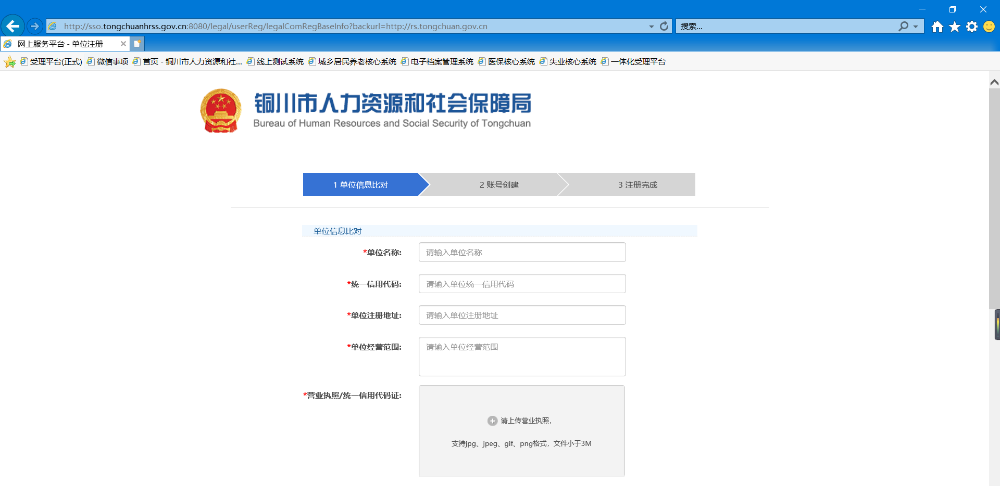 http://sso.tongchuanhrss.gov.cn:8080/legal/userReg/legalComRegBaseInfo?backurl=http://rs.tongchuan.gov.cn
搜索...
网上服务平台 - 单位注册
受理平台(正式) 微信事项 首页 - 铜川市人力资源和社... 线上测试系统 城乡居民养老核心系统 电子档案管理系统 医保核心系统 失业核心系统 一体化受理平台
铜川市人力资源和社会保障局
Bureau of Human Resources and Social Security of Tongchuan
1 单位信息比对
2 账号创建
3 注册完成
单位信息比对
*单位名称: 请输入单位名称
*统一信用代码: 请输入单位统一信用代码
*单位注册地址: 请输入单位注册地址
*单位经营范围: 请输入单位经营范围
*营业执照/统一信用代码证:
请上传营业执照，
支持jpg、jpeg、gif、png格式，文件小于3M